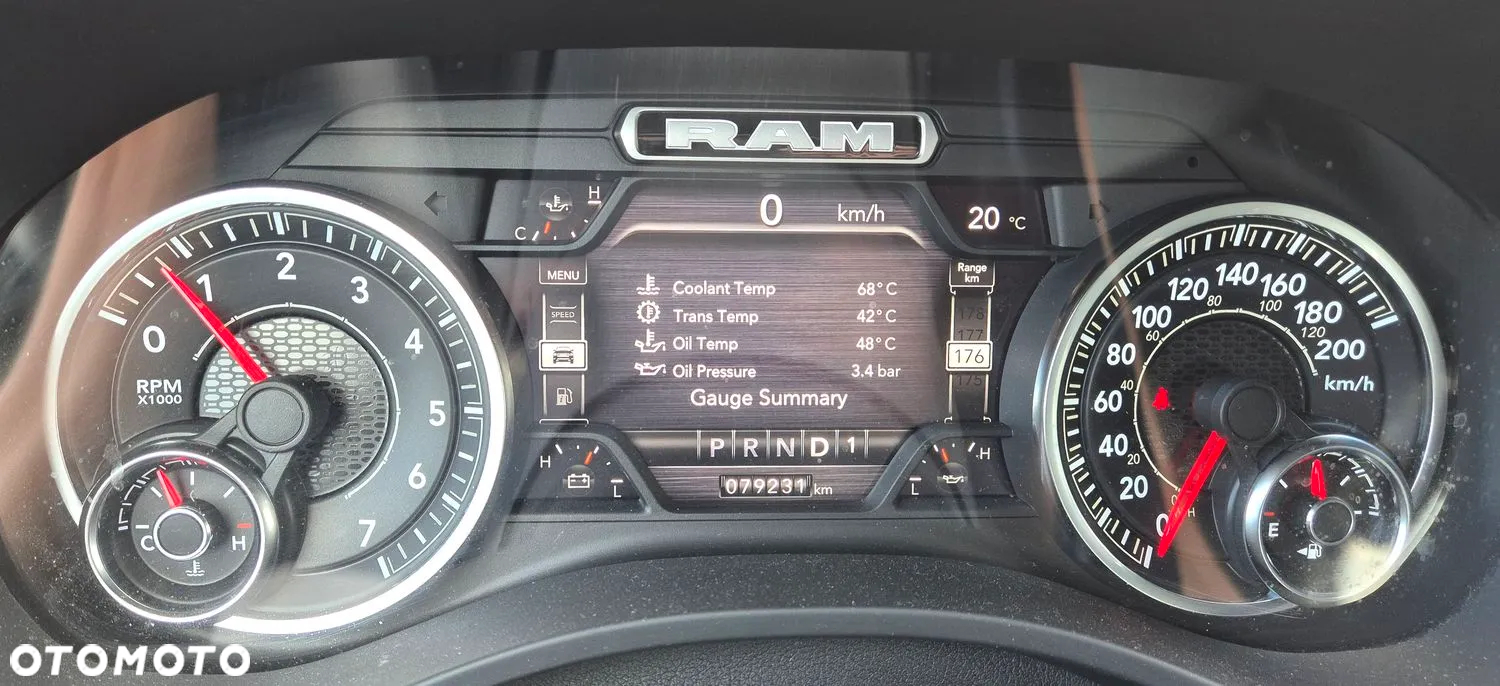 RAM
H
C
0 km/h
20 °C
MENU
SPEED
Range
km
178
177
176
175
Coolant Temp 68°C
Trans Temp 42°C
Oil Temp 48°C
Oil Pressure 3.4 bar
Gauge Summary
P R N D 1
079231 km
H
L
L
H
0
1
2
3
4
5
6
7
RPM
X1000
C
H
0
20
40
60
80
100
120
140
160
180
200
km/h
20
40
60
80
100
120
E
OTOMOTO